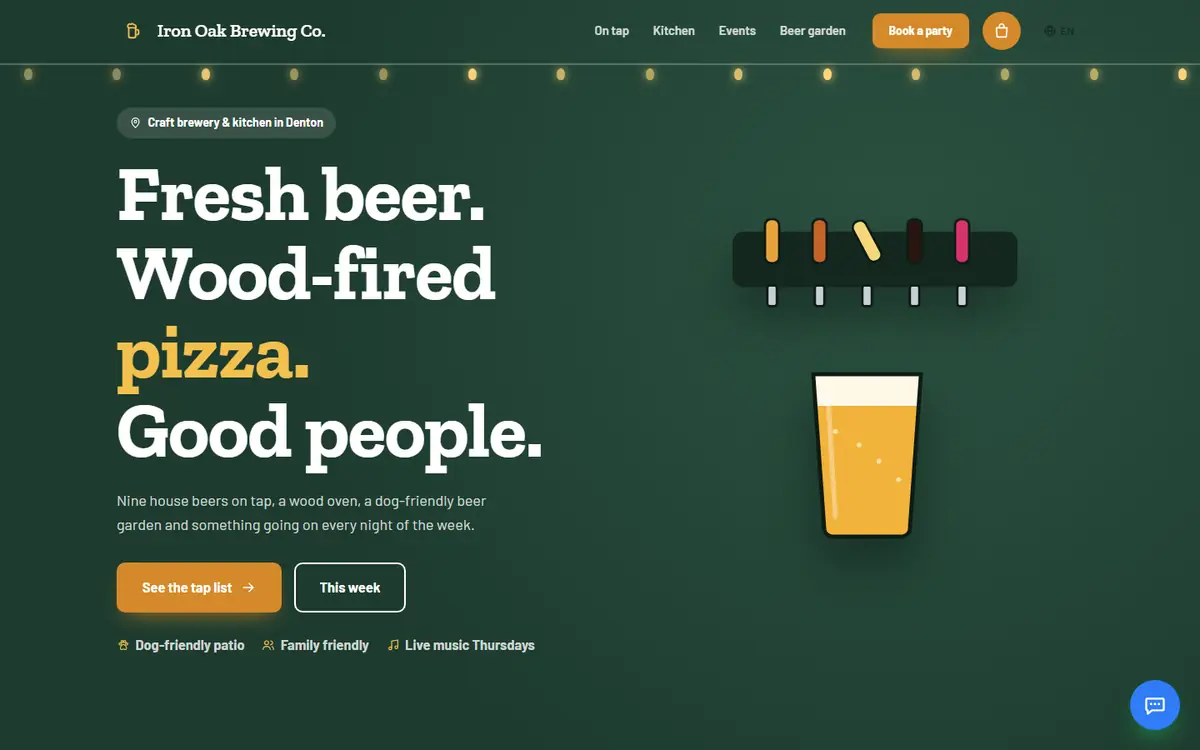 Iron Oak Brewing Co.
On tap
Kitchen
Events
Beer garden
Book a party
EN
Craft brewery & kitchen in Denton
Fresh beer.
Wood-fired
pizza.
Good people.
Nine house beers on tap, a wood oven, a dog-friendly beer
garden and something going on every night of the week.
See the tap list
This week
Dog-friendly patio
Family friendly
Live music Thursdays